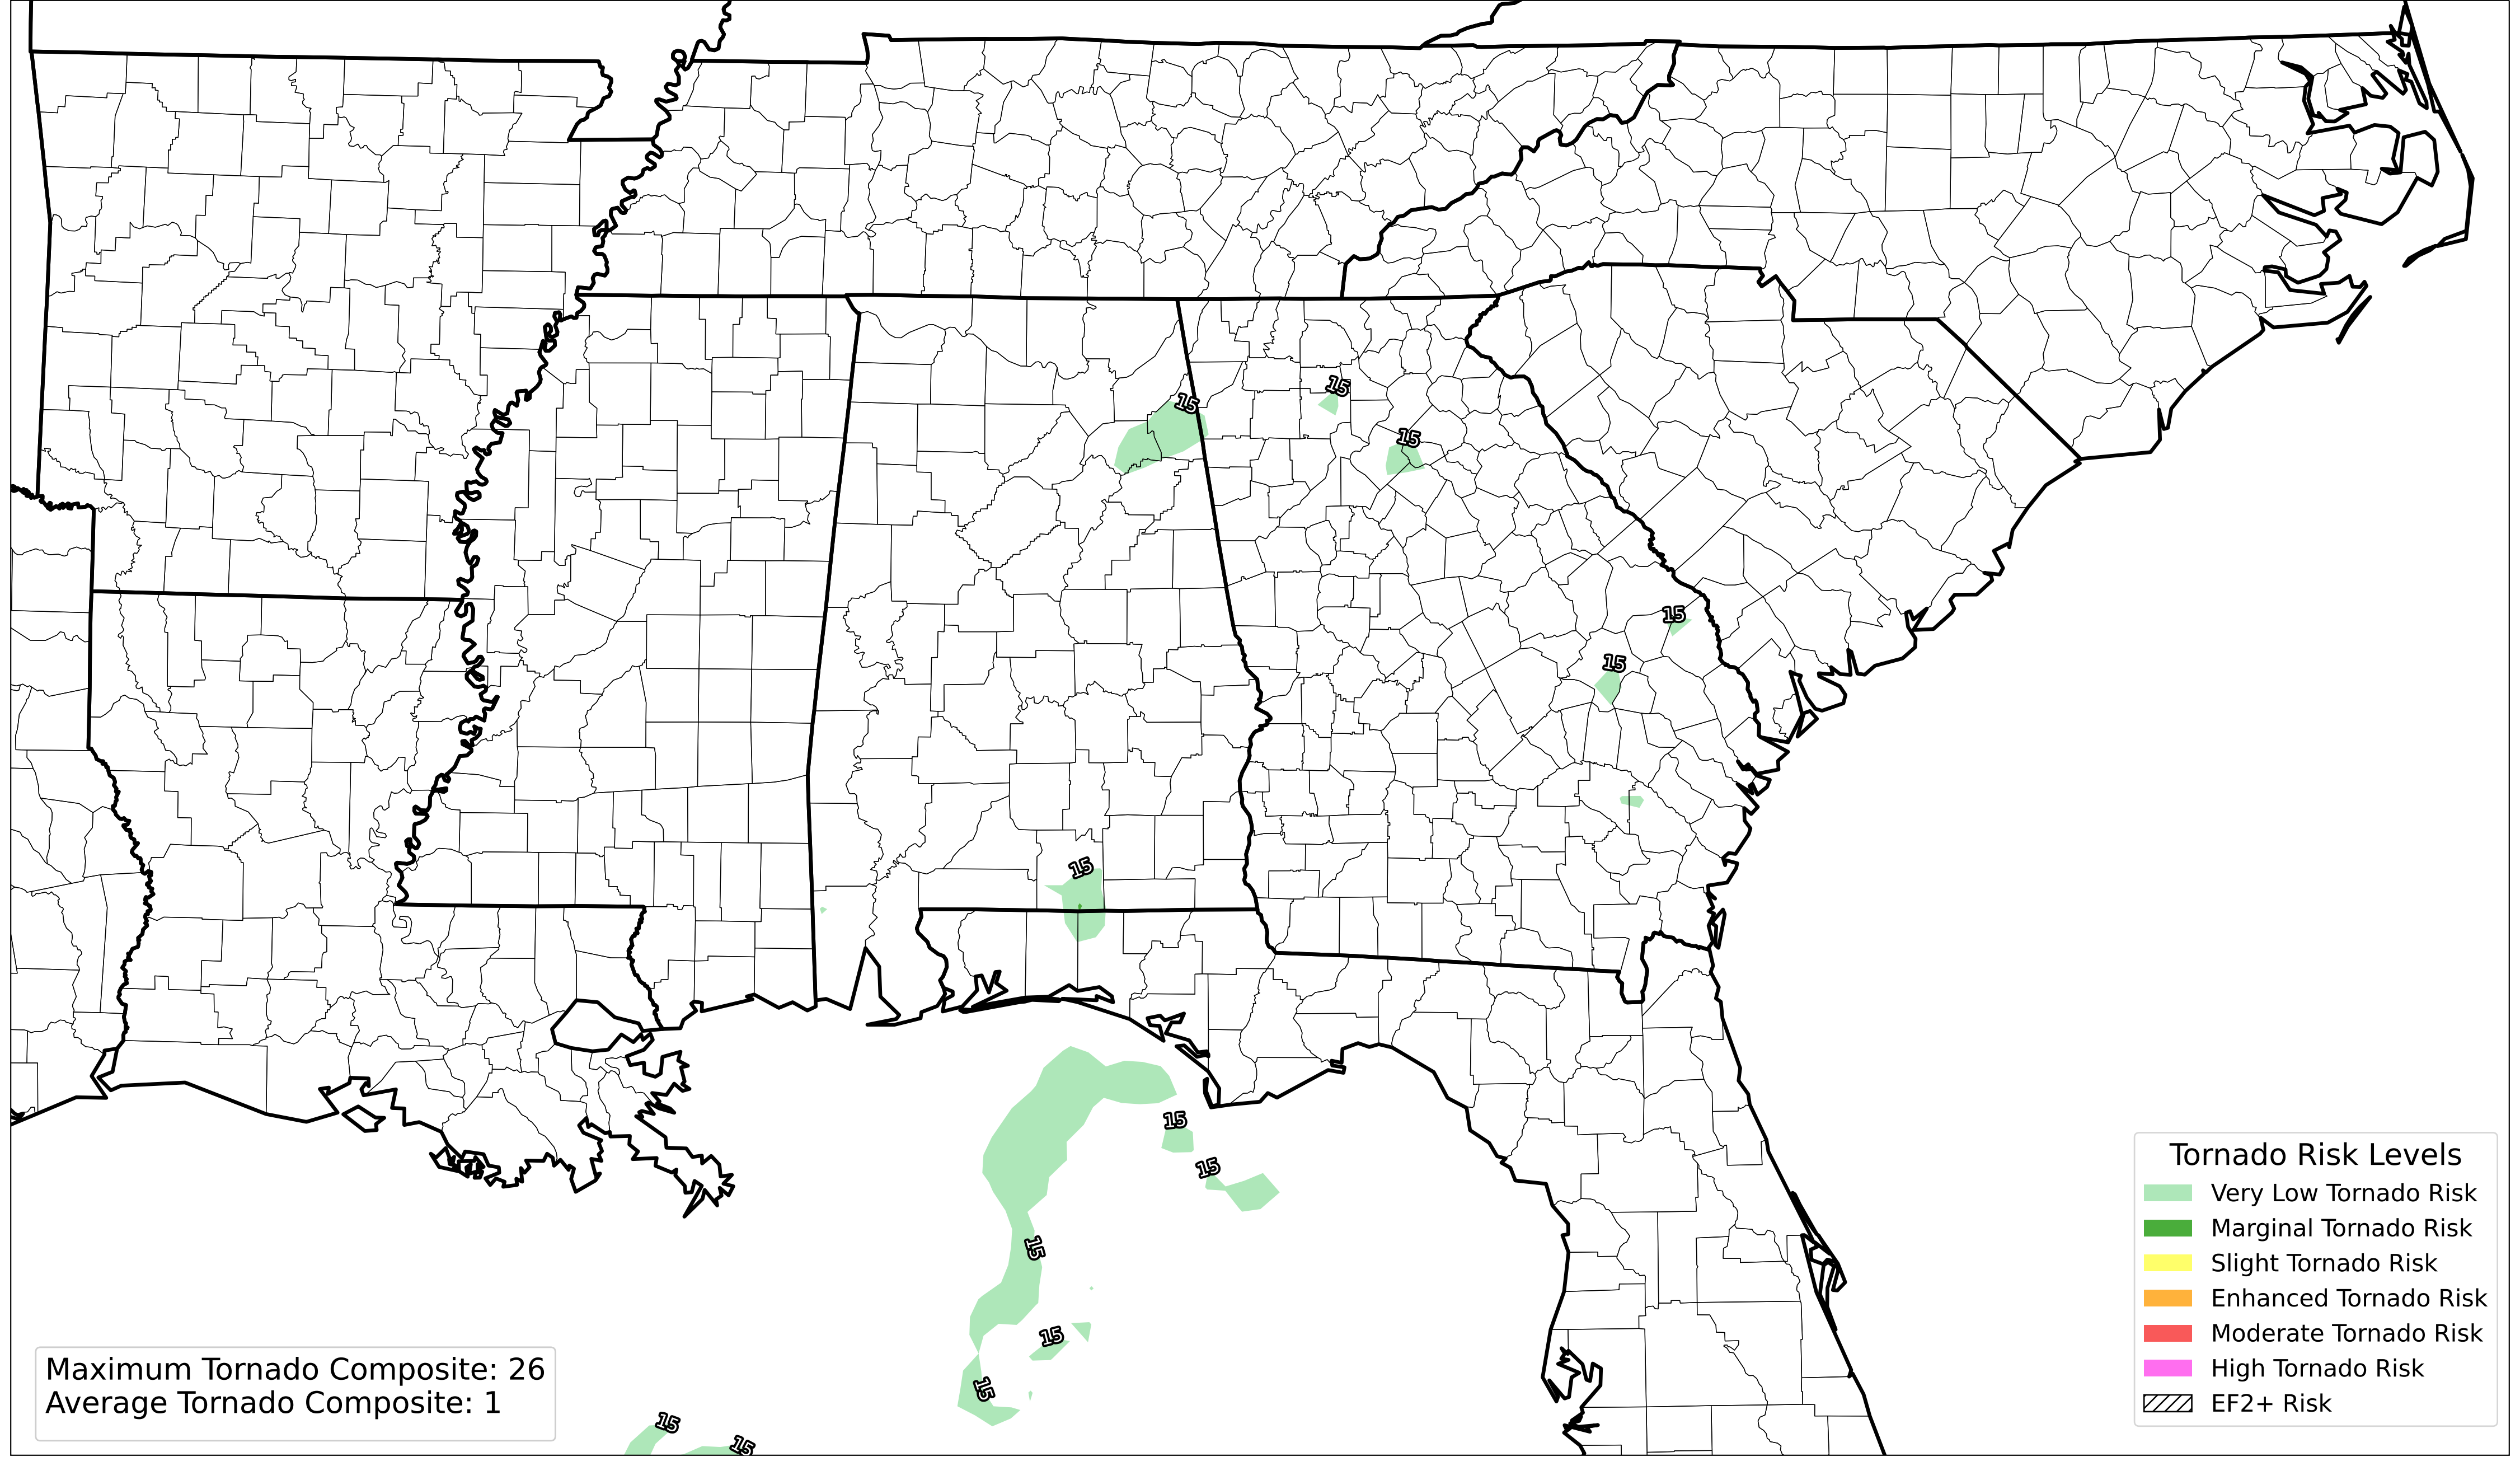 15
15
15
15
15
15
15
15
15
15
15
15
15
Tornado Risk Levels
Very Low Tornado Risk
Marginal Tornado Risk
Slight Tornado Risk
Enhanced Tornado Risk
Moderate Tornado Risk
High Tornado Risk
EF2+ Risk
Maximum Tornado Composite: 26
Average Tornado Composite: 1